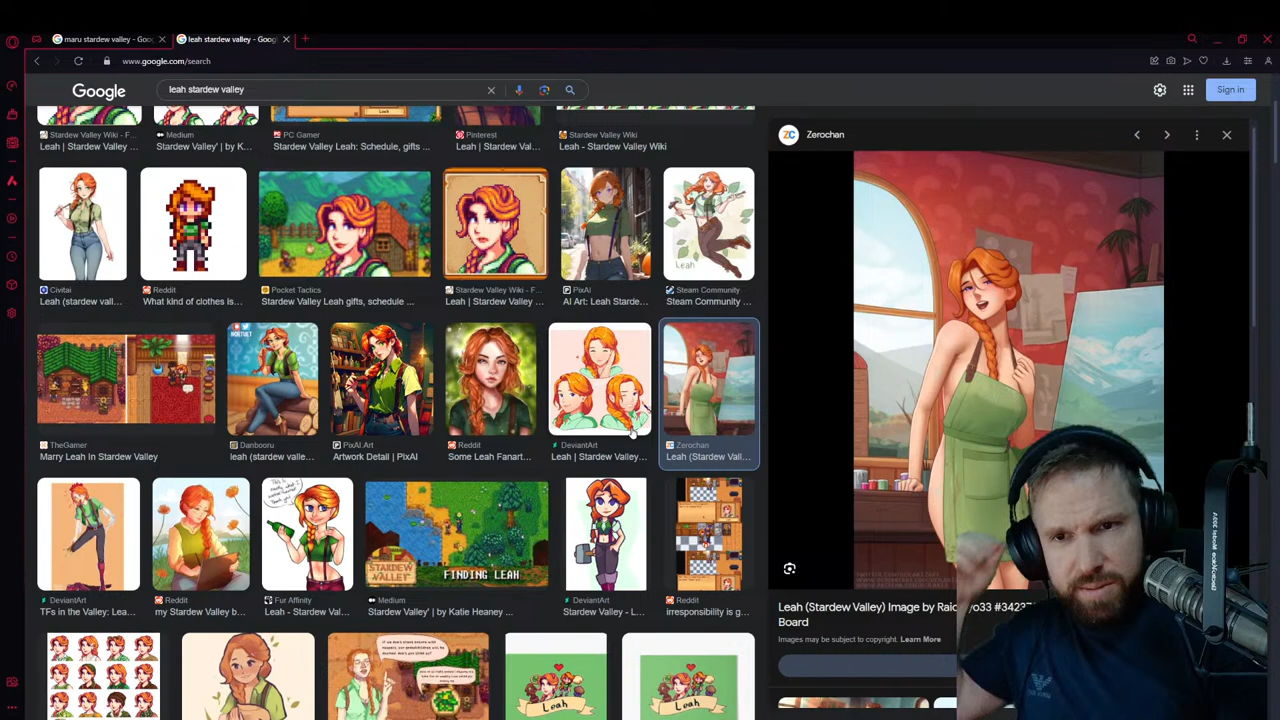 maru stardew valley - Goog
leah stardew valley - Googl
www.google.com/search
Google
leah stardew valley
Sign in
Stardew Valley Wiki - F...
Leah | Stardew Valley ...
Medium
Stardew Valley' | by K...
PC Gamer
Stardew Valley Leah: Schedule, gifts ...
Pinterest
Leah | Stardew Val...
Stardew Valley Wiki
Leah - Stardew Valley Wiki
ZC
Zerochan
Leah
Civitai
Leah (stardew vall...
Reddit
What kind of clothes is...
Pocket Tactics
Stardew Valley Leah gifts, schedule ...
Stardew Valley Wiki - F...
Leah | Stardew Valley ...
PixAI
AI Art: Leah Starde...
Steam Community
Steam Community ...
TheGamer
Marry Leah In Stardew Valley
Danbooru
leah (stardew valle...
PixAI.Art
Artwork Detail | PixAI
Reddit
Some Leah Fanart...
DeviantArt
Leah | Stardew Valley...
Zerochan
Leah (Stardew Vall...
STARDEW
VALLEY
FINDING LEAH
DeviantArt
TFs in the Valley: Lea...
Reddit
my Stardew Valley b...
Fur Affinity
Leah - Stardew Val...
Medium
Stardew Valley' | by Katie Heaney ...
DeviantArt
Stardew Valley - L...
Reddit
irresponsibility is g...
Leah
Leah
Leah (Stardew Valley) Image by Raic
o33 #34237
Board
Images may be subject to copyright. Learn More